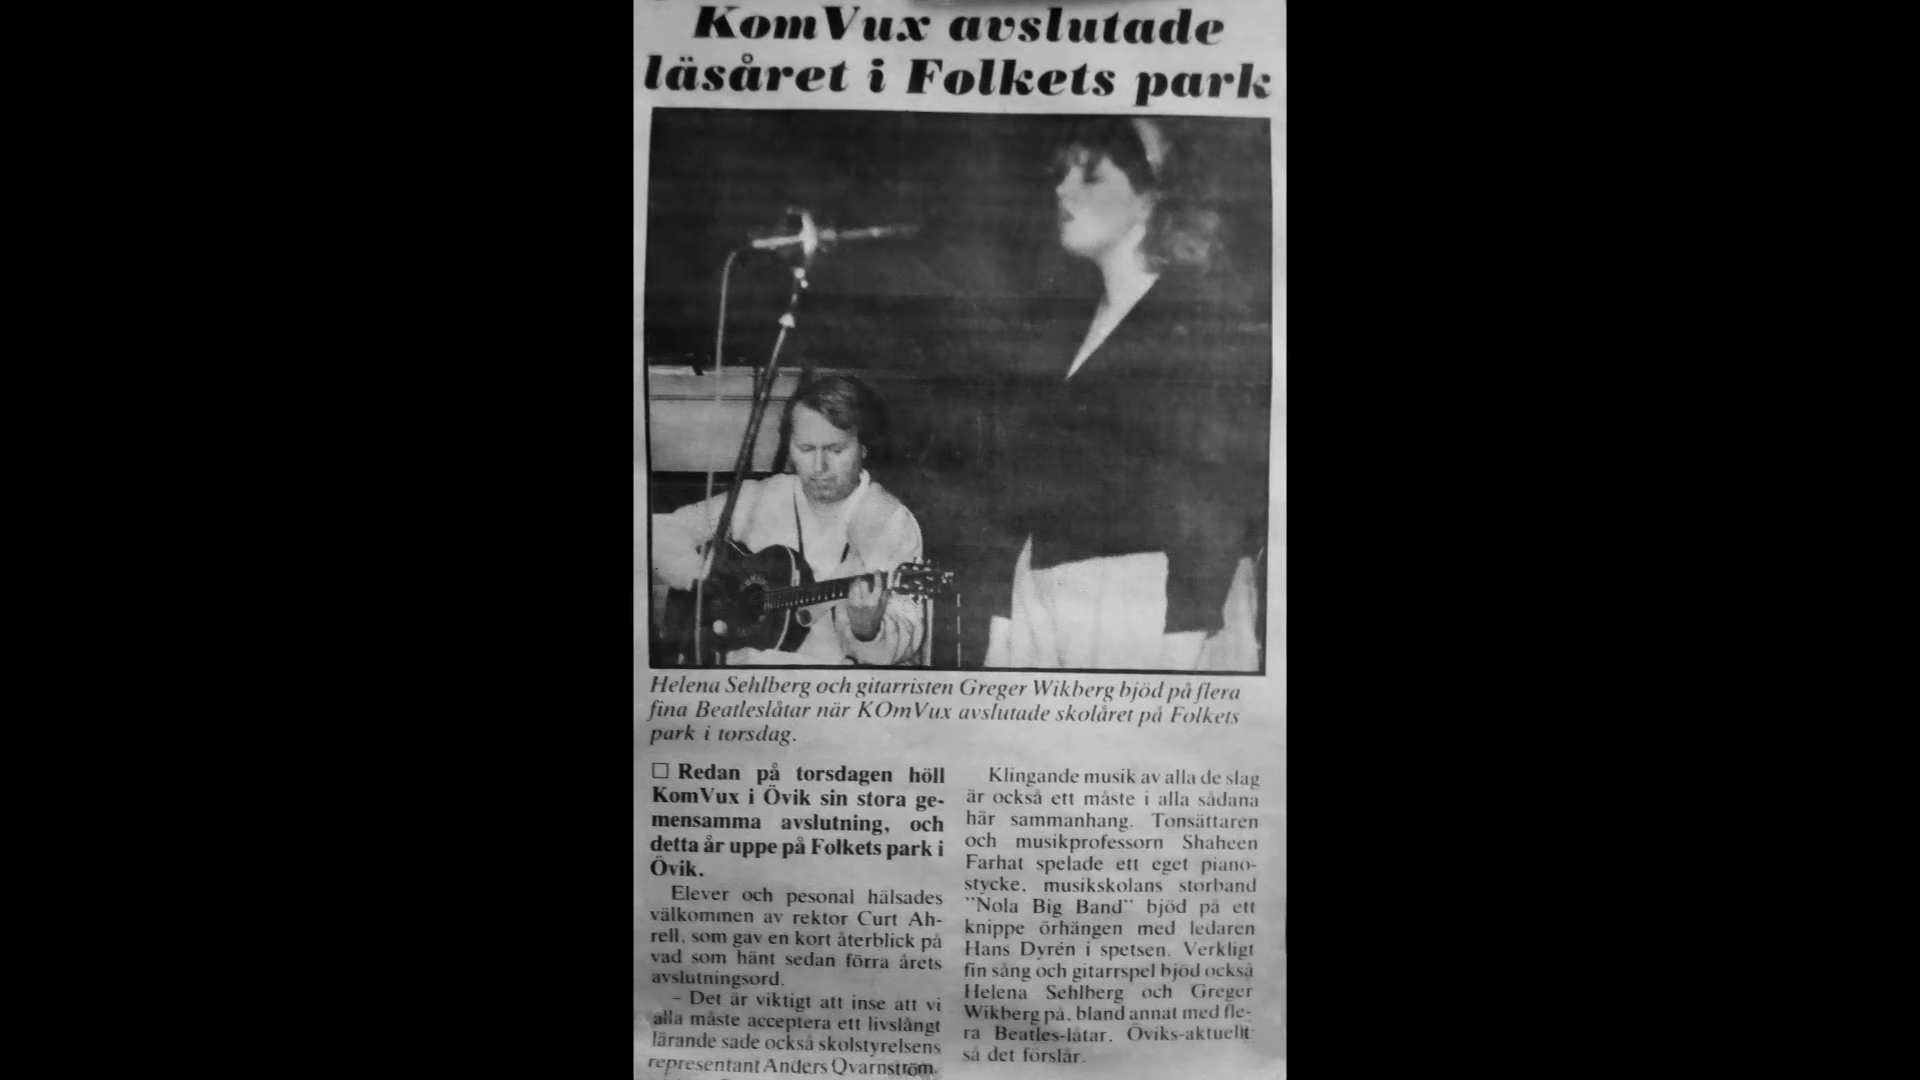 KomVux avslutade
läsåret i Folkets park
Helena Sehlberg och gitarristen Greger Wikberg bjöd på flera
fina Beatleslåtar när KOmVux avslutade skolåret på Folkets
park i torsdag.
□ Redan på torsdagen höll
KomVux i Övik sin stora ge-
mensamma avslutning, och
detta år uppe på Folkets park i
Övik.
Elever och pesonal hälsades
välkommen av rektor Curt Ah-
rell, som gav en kort återblick på
vad som hänt sedan förra årets
avslutningsord.
– Det är viktigt att inse att vi
alla måste acceptera ett livslångt
lärande sade också skolstyrelsens
representant Anders Qvarnström.
Klingande musik av alla de slag
är också ett måste i alla sådana
här sammanhang. Tonsättaren
och musikprofessorn Shaheen
Farhat spelade ett eget piano-
stycke, musikskolans storband
"Nola Big Band" bjöd på ett
knippe örhängen med ledaren
Hans Dyrén i spetsen. Verkligt
fin sång och gitarrspel bjöd också
Helena Sehlberg och Greger
Wikberg på, bland annat med fle-
ra Beatles-låtar. Öviks-aktuellt
så det förslår.